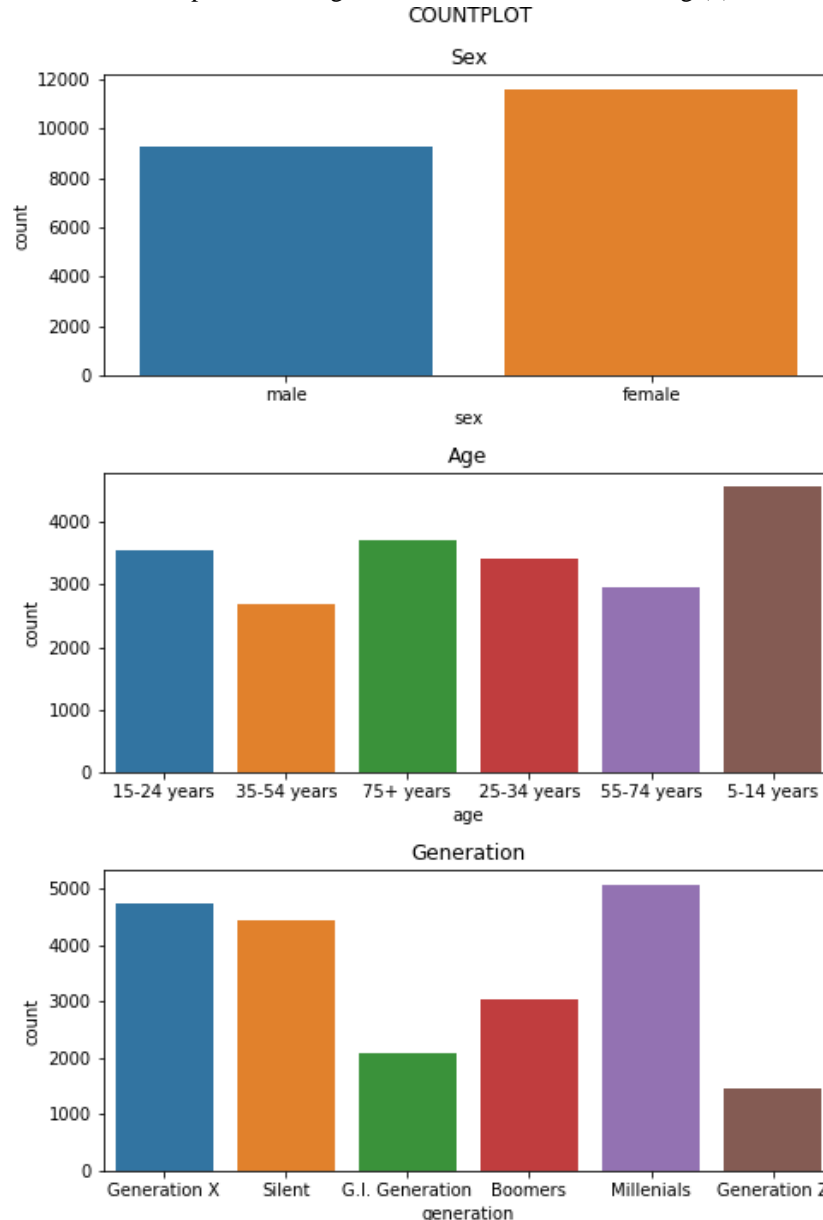 COUNTPLOT
Sex
12000
10000
8000
6000
4000
2000
0
count
male female
sex
Age
4000
3000
2000
1000
0
count
15-24 years 35-54 years 75+ years 25-34 years 55-74 years 5-14 years
age
Generation
5000
4000
3000
2000
1000
0
count
Generation X Silent G.I. Generation Boomers Millenials Generation Z
generation